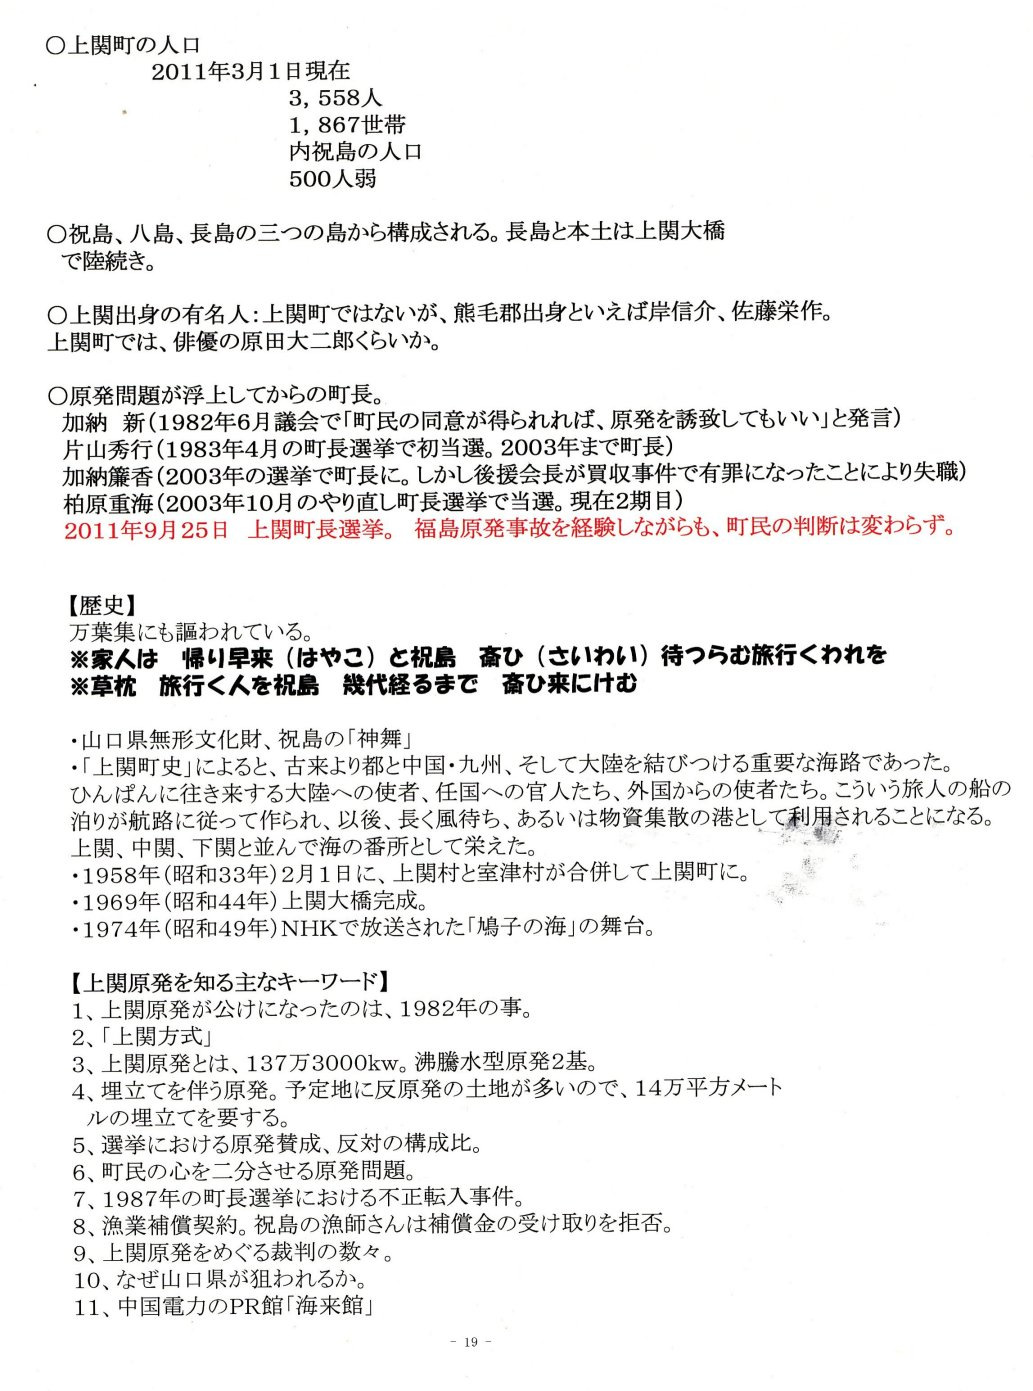 ○上関町の人口
2011年3月1日現在
3，558人
1，867世帯
内祝島の人口
500人弱
○祝島、八島、長島の三つの島から構成される。長島と本土は上関大橋
で陸続き。
○上関出身の有名人：上関町ではないが、熊毛郡出身といえば岸信介、佐藤栄作。
上関町では、俳優の原田大二郎くらいか。
○原発問題が浮上してからの町長。
加納　新（1982年6月議会で「町民の同意が得られれば、原発を誘致してもいい」と発言）
片山秀行（1983年4月の町長選挙で初当選。2003年まで町長）
加納簾香（2003年の選挙で町長に。しかし後援会長が買収事件で有罪になったことにより失職）
柏原重海（2003年10月のやり直し町長選挙で当選。現在2期目）
2011年9月25日　上関町長選挙。　福島原発事故を経験しながらも、町民の判断は変わらず。
【歴史】
万葉集にも謳われている。
※家人は　帰り早来（はやこ）と祝島　斎ひ（さいわい）待つらむ旅行くわれを
※草枕　旅行く人を祝島　幾代経るまで　斎ひ来にけむ
・山口県無形文化財、祝島の「神舞」
・「上関町史」によると、古来より都と中国・九州、そして大陸を結びつける重要な海路であった。
ひんぱんに往き来する大陸への使者、任国への官人たち、外国からの使者たち。こういう旅人の船の
泊りが航路に従って作られ、以後、長く風待ち、あるいは物資集散の港として利用されることになる。
上関、中関、下関と並んで海の番所として栄えた。
・1958年（昭和33年）2月1日に、上関村と室津村が合併して上関町に。
・1969年（昭和44年）上関大橋完成。
・1974年（昭和49年）NHKで放送された「鳩子の海」の舞台。
【上関原発を知る主なキーワード】
1、上関原発が公けになったのは、1982年の事。
2、「上関方式」
3、上関原発とは、137万3000kw。沸騰水型原発2基。
4、埋立てを伴う原発。予定地に反原発の土地が多いので、14万平方メート
ルの埋立てを要する。
5、選挙における原発賛成、反対の構成比。
6、町民の心を二分させる原発問題。
7、1987年の町長選挙における不正転入事件。
8、漁業補償契約。祝島の漁師さんは補償金の受け取りを拒否。
9、上関原発をめぐる裁判の数々。
10、なぜ山口県が狙われるか。
11、中国電力のPR館「海来館」
- 19 -